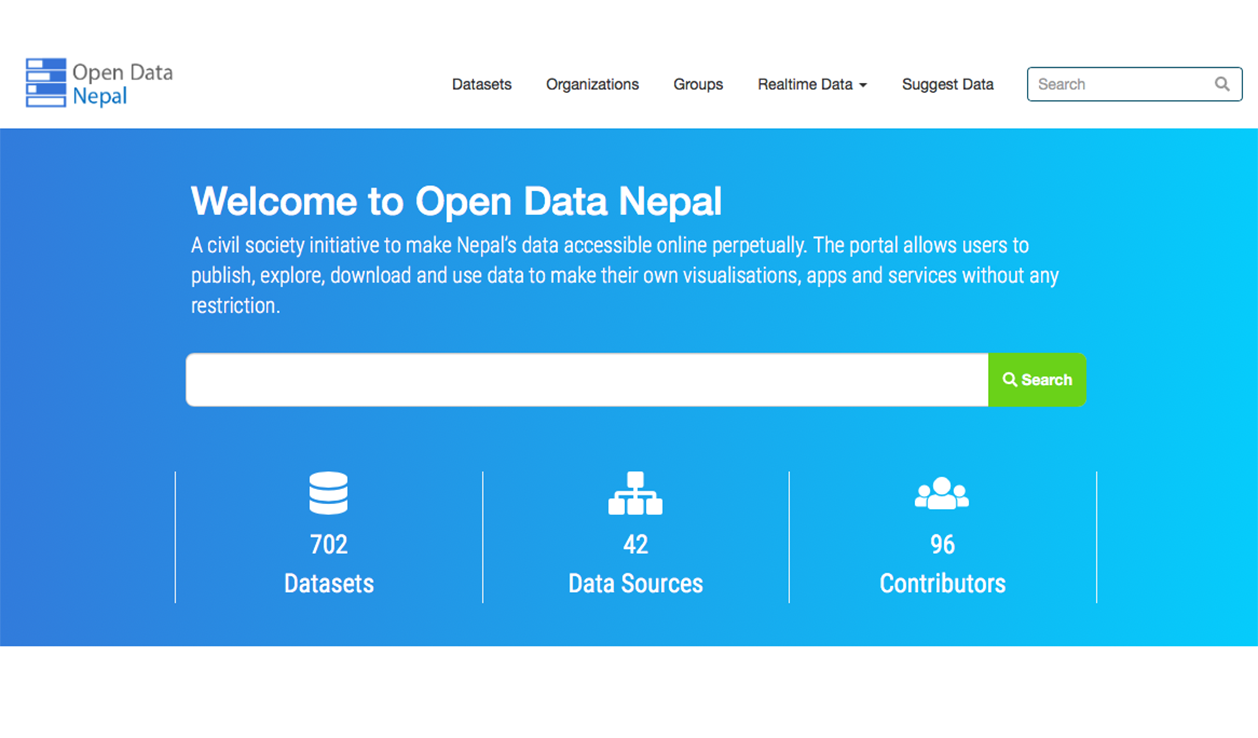 Open Data
Nepal
Datasets
Organizations
Groups
Realtime Data
Suggest Data
Search
Welcome to Open Data Nepal
A civil society initiative to make Nepal's data accessible online perpetually. The portal allows users to
publish, explore, download and use data to make their own visualisations, apps and services without any
restriction.
Search
702
Datasets
42
Data Sources
96
Contributors